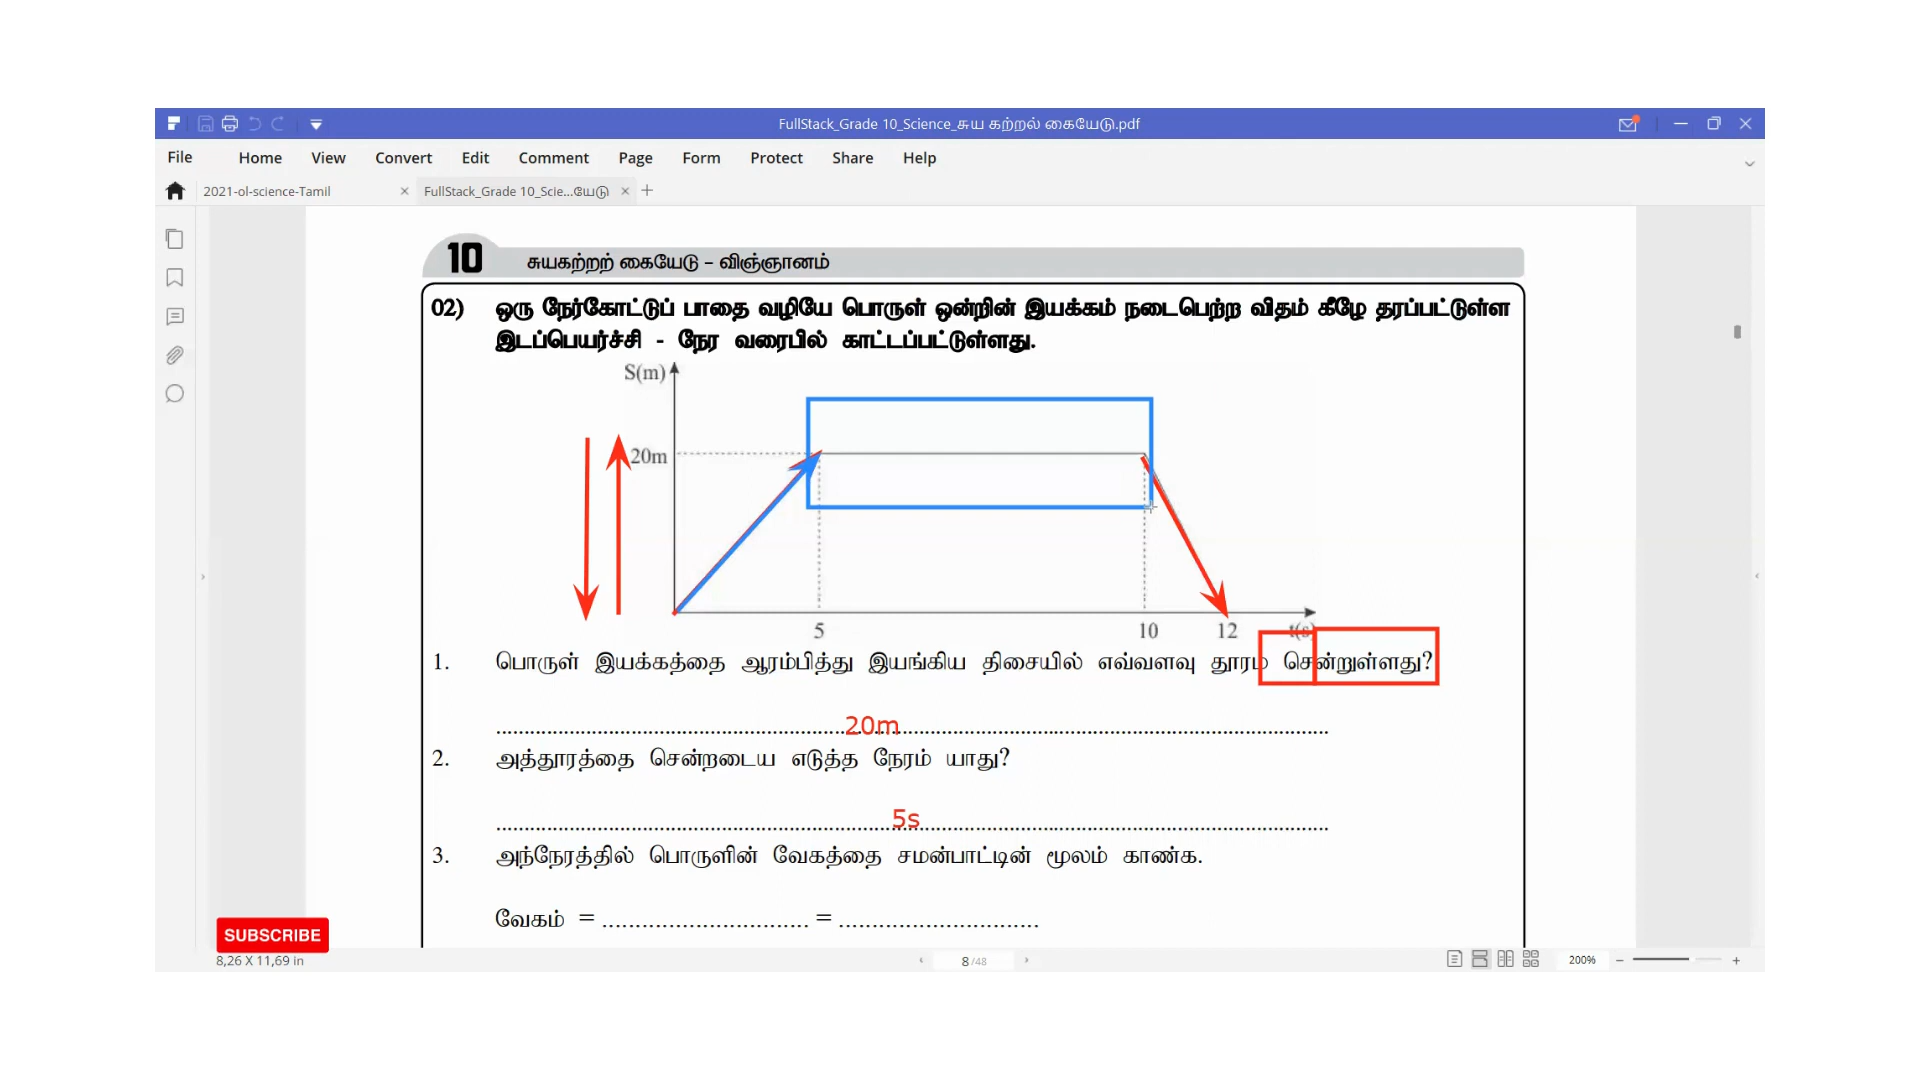 FullStack_Grade 10_Science_சுய கற்றல் கையேடு.pdf
File Home View Convert Edit Comment Page Form Protect Share Help
2021-ol-science-Tamil FullStack_Grade 10_Scie...யேடு
10 சுயகற்றற் கையேடு – விஞ்ஞானம்
02) ஒரு நேர்கோட்டுப் பாதை வழியே பொருள் ஒன்றின் இயக்கம் நடைபெற்ற விதம் கீழே தரப்பட்டுள்ள
இடப்பெயர்ச்சி - நேர வரைபில் காட்டப்பட்டுள்ளது.
S(m)
20m
5 10 12 t(s)
1. பொருள் இயக்கத்தை ஆரம்பித்து இயங்கிய திசையில் எவ்வளவு தூரம் சென்றுள்ளது?
20m
2. அத்தூரத்தை சென்றடைய எடுத்த நேரம் யாது?
5s
3. அந்நேரத்தில் பொருளின் வேகத்தை சமன்பாட்டின் மூலம் காண்க.
வேகம் = ............................... = ..............................
SUBSCRIBE
8,26 X 11,69 in 8 /48 200%